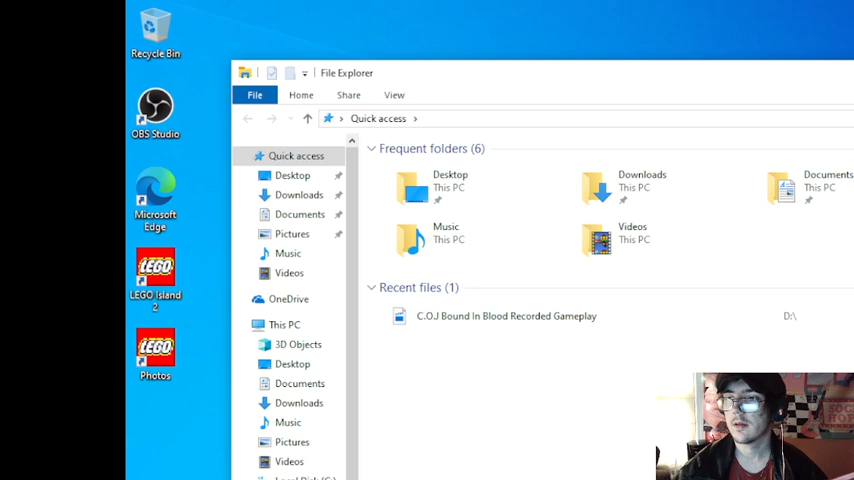 Recycle Bin
OBS Studio
Microsoft
Edge
LEGO
LEGO Island
2
LEGO
Photos
File Explorer
File Home Share View
Quick access
Quick access
Desktop
Downloads
Documents
Pictures
Music
Videos
OneDrive
This PC
3D Objects
Desktop
Documents
Downloads
Music
Pictures
Videos
Frequent folders (6)
Desktop
This PC
Downloads
This PC
Documents
This PC
Music
This PC
Videos
This PC
Recent files (1)
C.OJ Bound In Blood Recorded Gameplay D:\